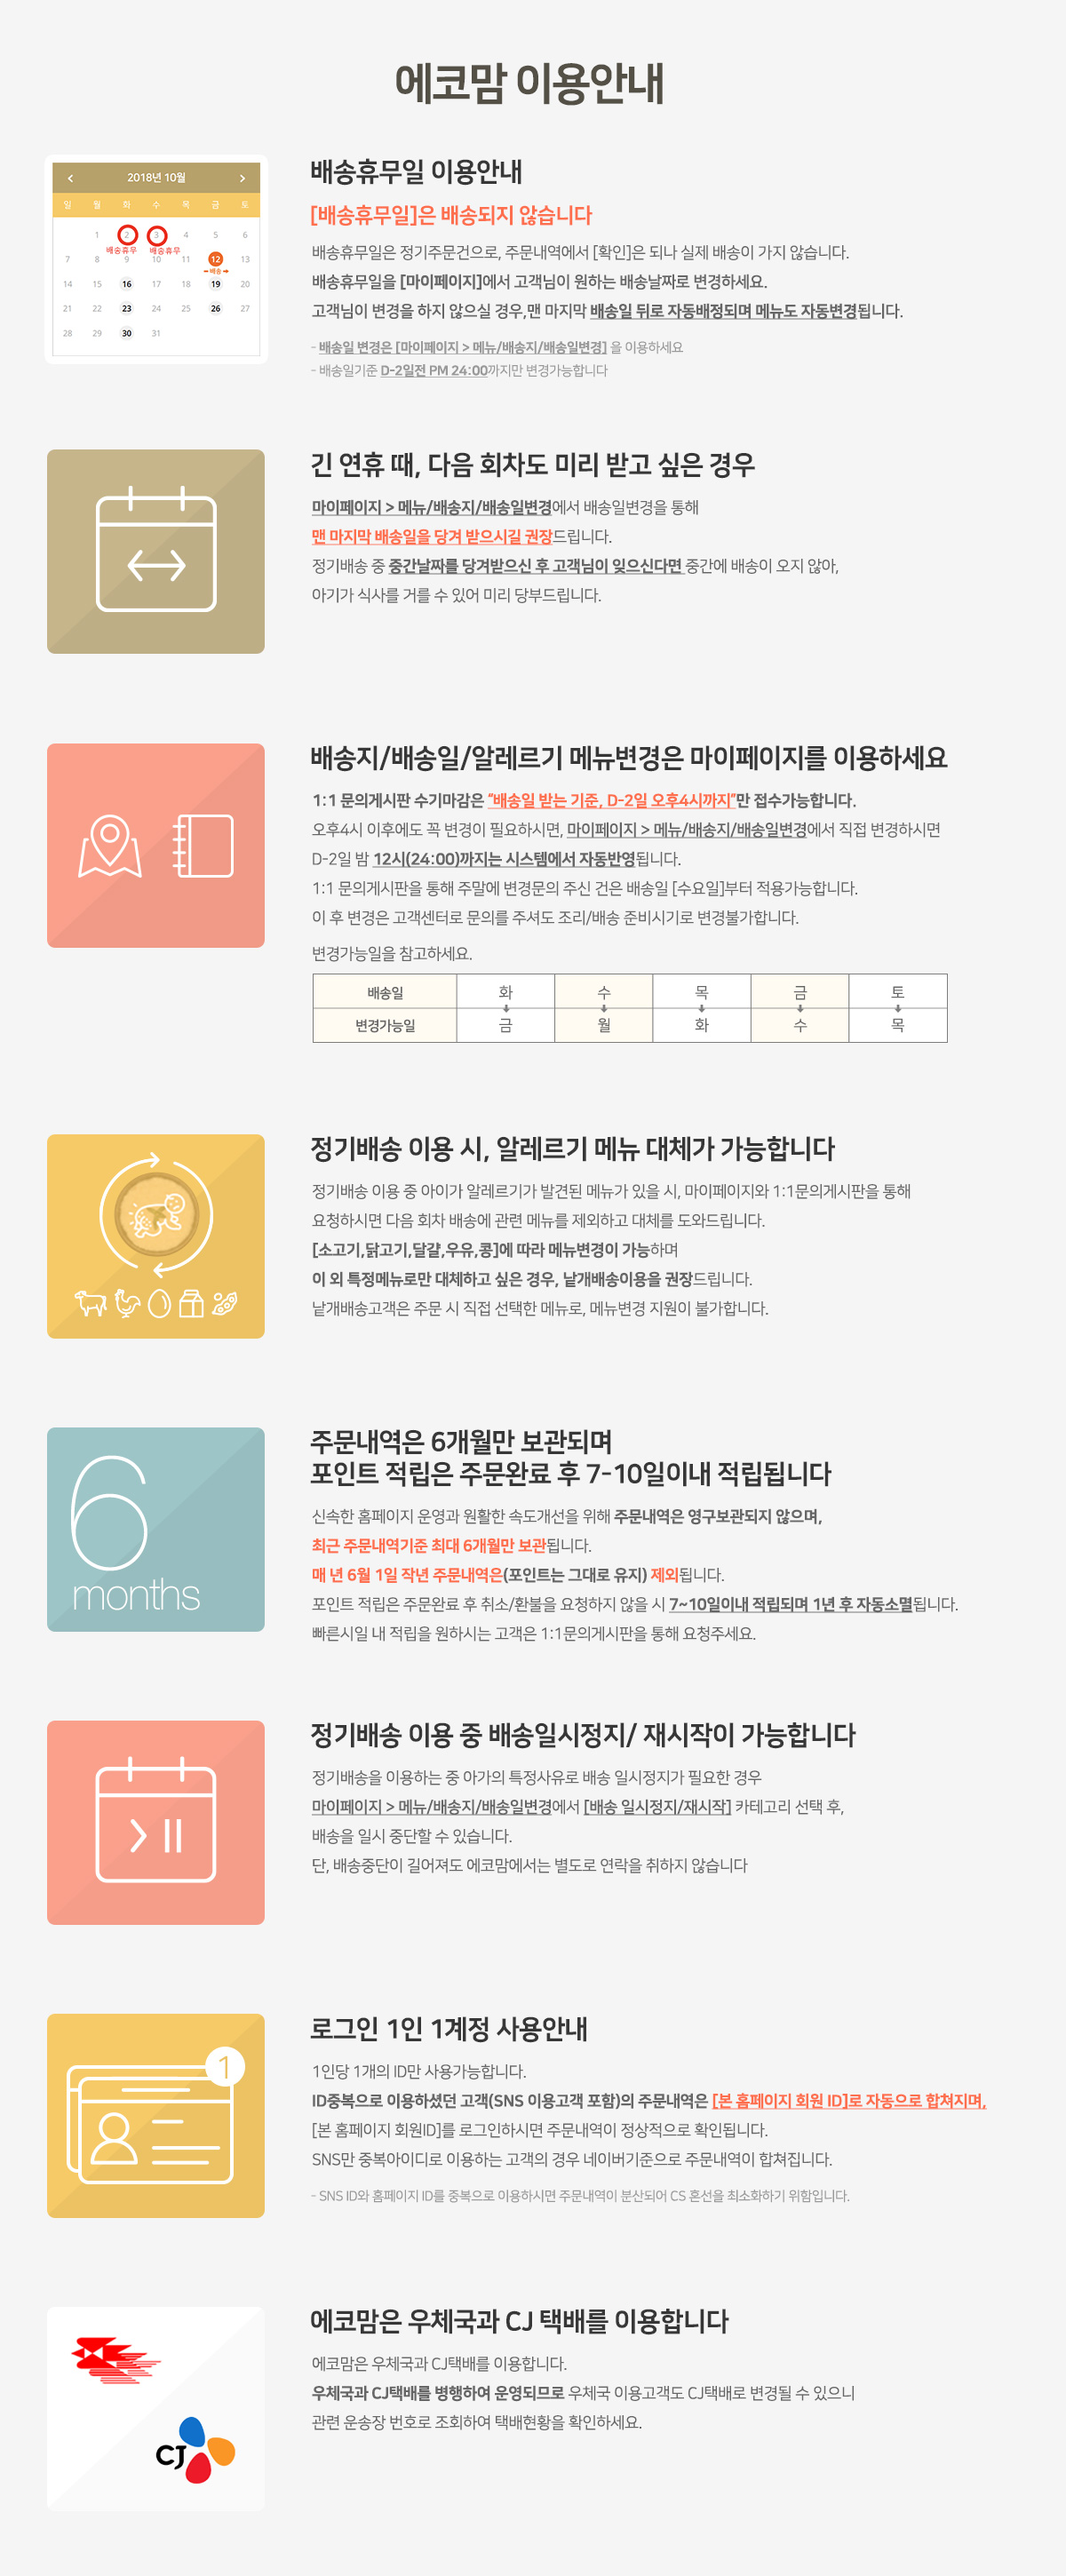 에코맘 이용안내
2018년 10월
일 월 화 수 목 금 토
1 2 3 4 5 6
배송휴무 배송휴무
7 8 9 10 11 12 13
배송
14 15 16 17 18 19 20
21 22 23 24 25 26 27
28 29 30 31
배송휴무일 이용안내
[배송휴무일]은 배송되지 않습니다
배송휴무일은 정기주문건으로, 주문내역에서 [확인]은 되나 실제 배송이 가지 않습니다.
배송휴무일을 [마이페이지]에서 고객님이 원하는 배송날짜로 변경하세요.
고객님이 변경을 하지 않으실 경우,맨 마지막 배송일 뒤로 자동배정되며 메뉴도 자동변경됩니다.
- 배송일 변경은 [마이페이지 > 메뉴/배송지/배송일변경] 을 이용하세요
- 배송일기준 D-2일전 PM 24:00까지만 변경가능합니다
긴 연휴 때, 다음 회차도 미리 받고 싶은 경우
마이페이지 > 메뉴/배송지/배송일변경에서 배송일변경을 통해
맨 마지막 배송일을 당겨 받으시길 권장드립니다.
정기배송 중 중간날짜를 당겨받으신 후 고객님이 잊으신다면 중간에 배송이 오지 않아,
아기가 식사를 거를 수 있어 미리 당부드립니다.
배송지/배송일/알레르기 메뉴변경은 마이페이지를 이용하세요
1:1 문의게시판 수기마감은 "배송일 받는 기준, D-2일 오후4시까지"만 접수가능합니다.
오후4시 이후에도 꼭 변경이 필요하시면, 마이페이지 > 메뉴/배송지/배송일변경에서 직접 변경하시면
D-2일 밤 12시(24:00)까지는 시스템에서 자동반영됩니다.
1:1 문의게시판을 통해 주말에 변경문의 주신 건은 배송일 [수요일]부터 적용가능합니다.
이 후 변경은 고객센터로 문의를 주셔도 조리/배송 준비시기로 변경불가합니다.
변경가능일을 참고하세요.
배송일 화 수 목 금 토
변경가능일 금 월 화 수 목
정기배송 이용 시, 알레르기 메뉴 대체가 가능합니다
정기배송 이용 중 아이가 알레르기가 발견된 메뉴가 있을 시, 마이페이지와 1:1문의게시판을 통해
요청하시면 다음 회차 배송에 관련 메뉴를 제외하고 대체를 도와드립니다.
[소고기,닭고기,달걀,우유,콩]에 따라 메뉴변경이 가능하며
이 외 특정메뉴로만 대체하고 싶은 경우, 낱개배송이용을 권장드립니다.
낱개배송고객은 주문 시 직접 선택한 메뉴로, 메뉴변경 지원이 불가합니다.
6
months
주문내역은 6개월만 보관되며
포인트 적립은 주문완료 후 7-10일이내 적립됩니다
신속한 홈페이지 운영과 원활한 속도개선을 위해 주문내역은 영구보관되지 않으며,
최근 주문내역기준 최대 6개월만 보관됩니다.
매 년 6월 1일 작년 주문내역은(포인트는 그대로 유지) 제외됩니다.
포인트 적립은 주문완료 후 취소/환불을 요청하지 않을 시 7~10일이내 적립되며 1년 후 자동소멸됩니다.
빠른시일 내 적립을 원하시는 고객은 1:1문의게시판을 통해 요청주세요.
정기배송 이용 중 배송일시정지/ 재시작이 가능합니다
정기배송을 이용하는 중 아가의 특정사유로 배송 일시정지가 필요한 경우
마이페이지 > 메뉴/배송지/배송일변경에서 [배송 일시정지/재시작] 카테고리 선택 후,
배송을 일시 중단할 수 있습니다.
단, 배송중단이 길어져도 에코맘에서는 별도로 연락을 취하지 않습니다
1
로그인 1인 1계정 사용안내
1인당 1개의 ID만 사용가능합니다.
ID중복으로 이용하셨던 고객(SNS 이용고객 포함)의 주문내역은 [본 홈페이지 회원 ID]로 자동으로 합쳐지며,
[본 홈페이지 회원ID]를 로그인하시면 주문내역이 정상적으로 확인됩니다.
SNS만 중복아이디로 이용하는 고객의 경우 네이버기준으로 주문내역이 합쳐집니다.
- SNS ID와 홈페이지 ID를 중복으로 이용하시면 주문내역이 분산되어 CS 혼선을 최소화하기 위함입니다.
CJ
에코맘은 우체국과 CJ 택배를 이용합니다
에코맘은 우체국과 CJ택배를 이용합니다.
우체국과 CJ택배를 병행하여 운영되므로 우체국 이용고객도 CJ택배로 변경될 수 있으니
관련 운송장 번호로 조회하여 택배현황을 확인하세요.